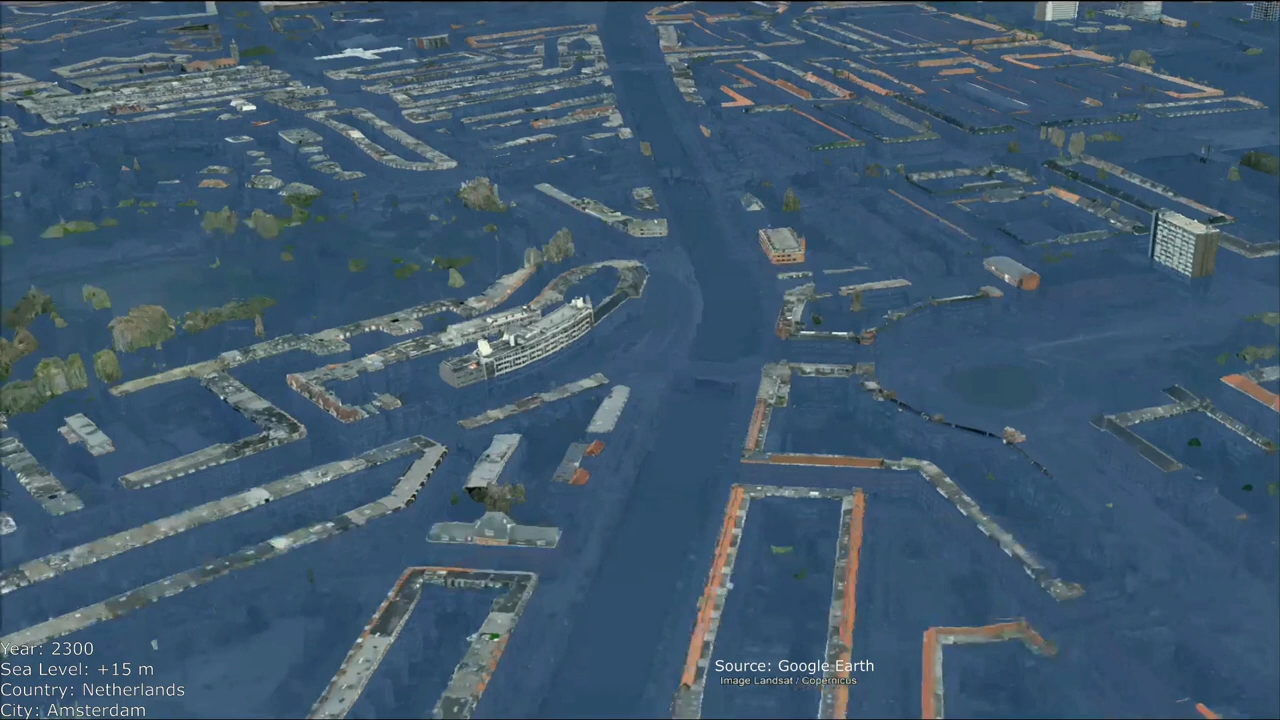 Year: 2300
Sea Level: +15 m
Country: Netherlands
City: Amsterdam
Source: Google Earth
Image Landsat / Copernicus